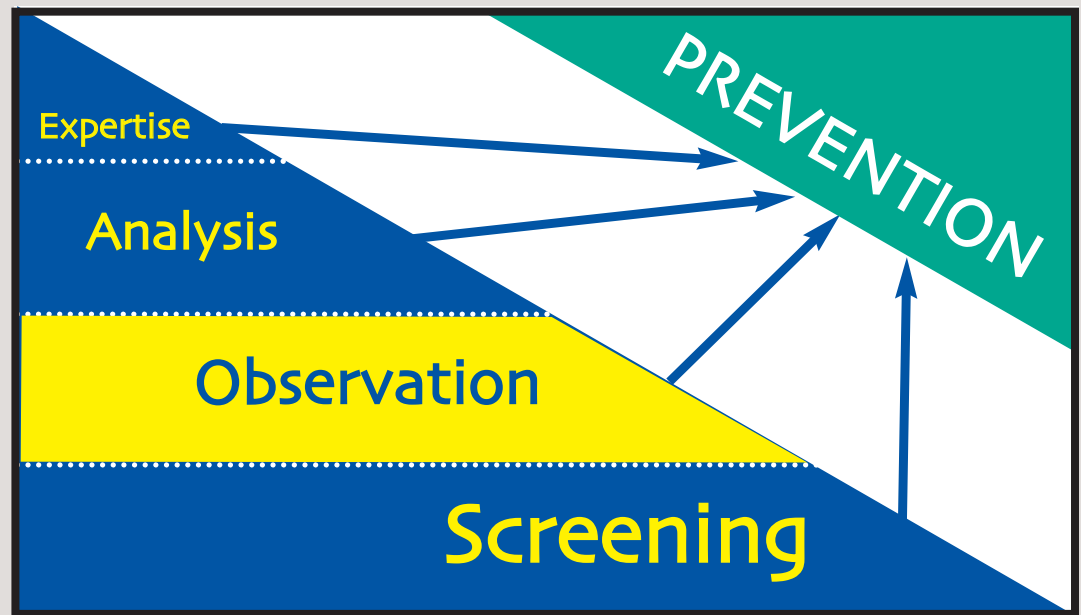 PREVENTION
Expertise
Analysis
Observation
Screening